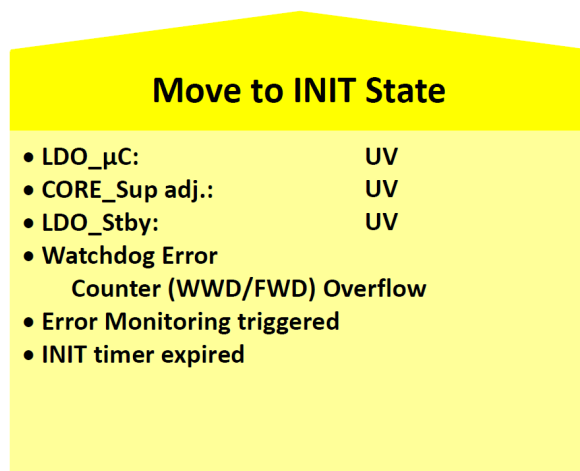 Move to INIT State
• LDO_µC: UV
• CORE_Sup adj.: UV
• LDO_Stby: UV
• Watchdog Error
Counter (WWD/FWD) Overflow
• Error Monitoring triggered
• INIT timer expired